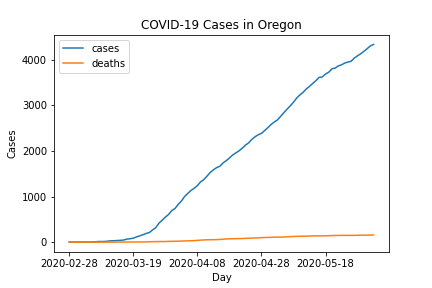 COVID-19 Cases in Oregon
cases
deaths
4000
3000
2000
1000
0
Cases
2020-02-28 2020-03-19 2020-04-08 2020-04-28 2020-05-18
Day